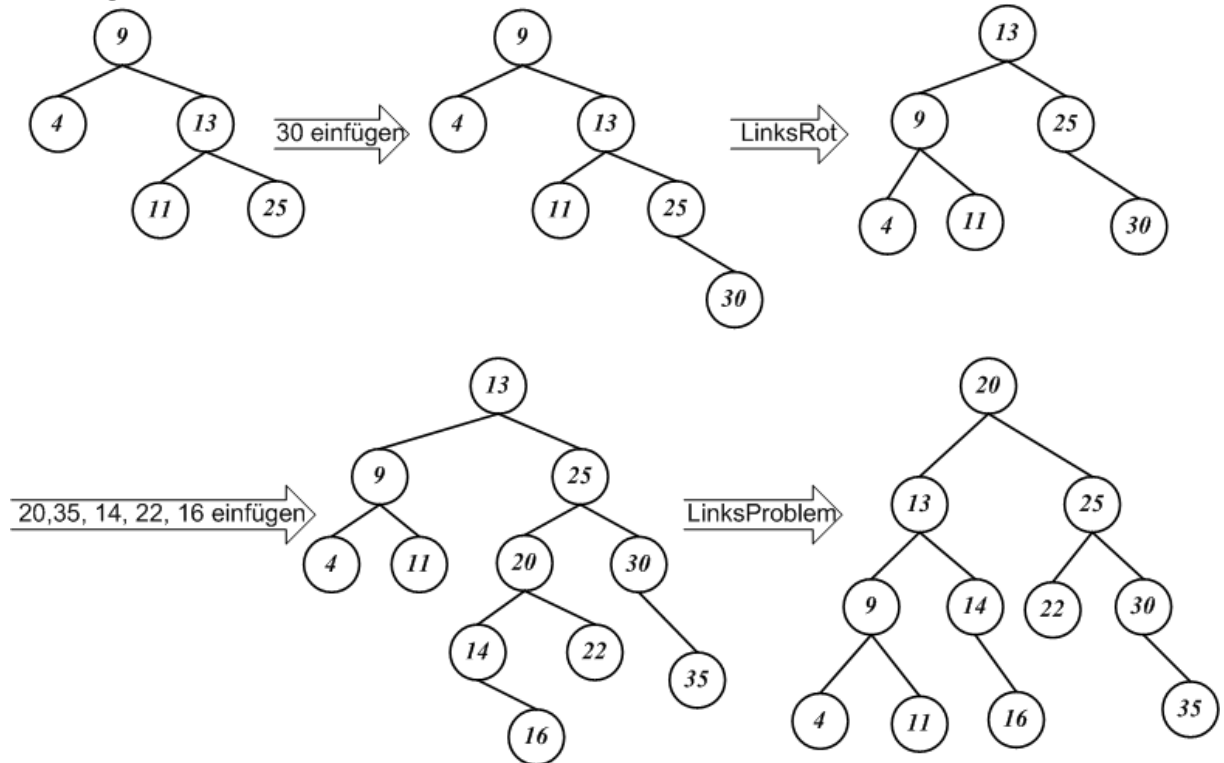 9 9 13
4 13 30 einfügen 4 13 LinksRot 9 25
11 25 11 25 4 11 30
30
13 20
9 25 13 25
20,35, 14, 22, 16 einfügen LinksProblem
4 11 20 30 9 14 22 30
14 22 35 4 11 16 35
16